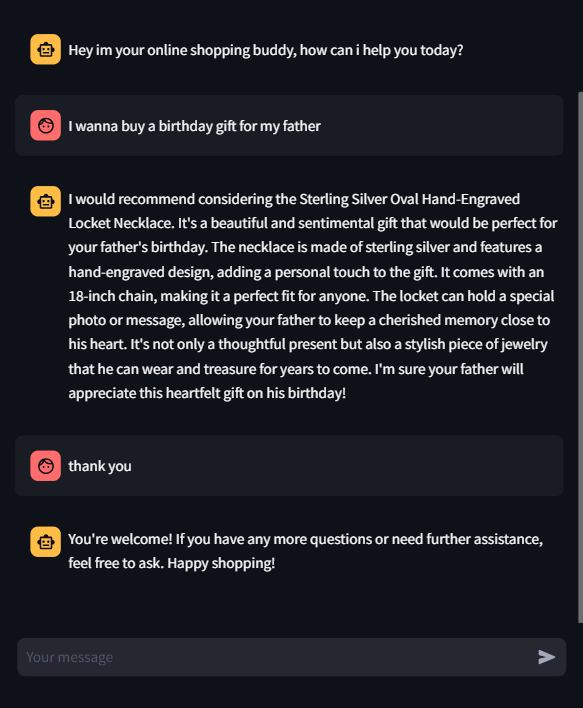 Hey im your online shopping buddy, how can i help you today?
I wanna buy a birthday gift for my father
I would recommend considering the Sterling Silver Oval Hand-Engraved
Locket Necklace. It's a beautiful and sentimental gift that would be perfect for
your father's birthday. The necklace is made of sterling silver and features a
hand-engraved design, adding a personal touch to the gift. It comes with an
18-inch chain, making it a perfect fit for anyone. The locket can hold a special
photo or message, allowing your father to keep a cherished memory close to
his heart. It's not only a thoughtful present but also a stylish piece of jewelry
that he can wear and treasure for years to come. I'm sure your father will
appreciate this heartfelt gift on his birthday!
thank you
You're welcome! If you have any more questions or need further assistance,
feel free to ask. Happy shopping!
Your message